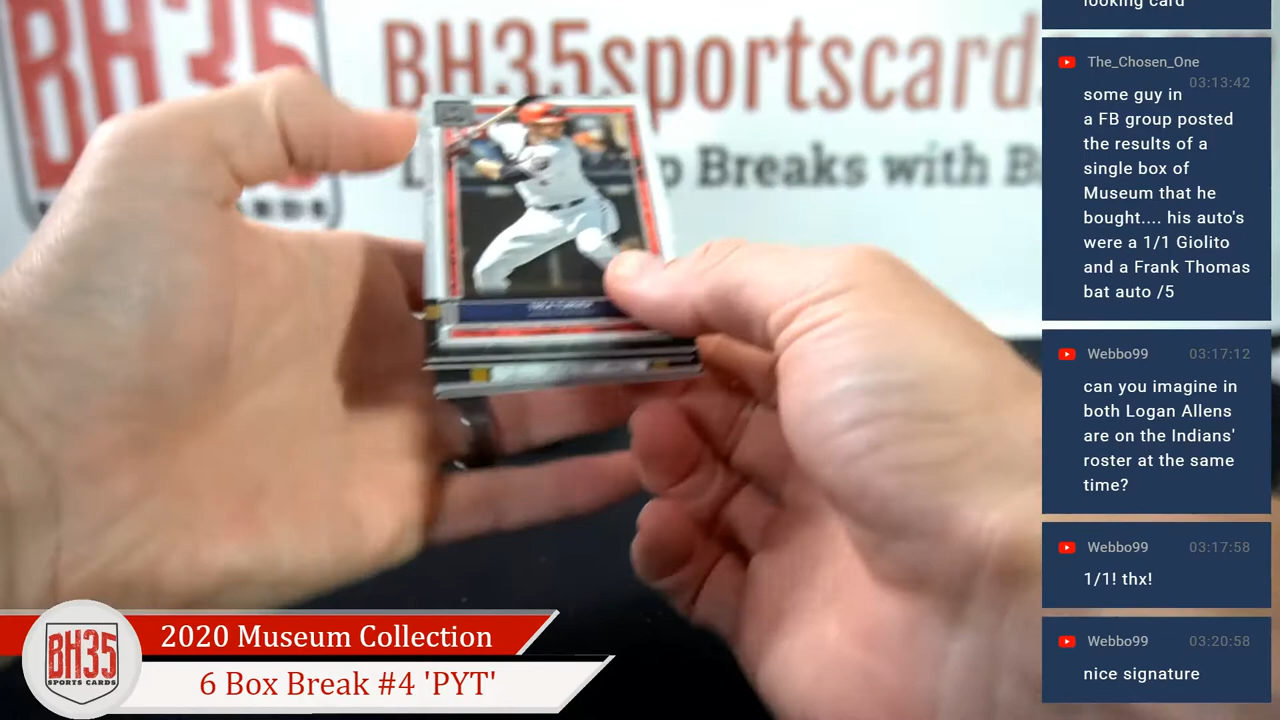 BH35
BH35sportscards
p Breaks with B
looking card
The_Chosen_One
03:13:42
some guy in
a FB group posted
the results of a
single box of
Museum that he
bought.... his auto's
were a 1/1 Giolito
and a Frank Thomas
bat auto /5
Webbo99 03:17:12
can you imagine in
both Logan Allens
are on the Indians'
roster at the same
time?
Webbo99 03:17:58
1/1! thx!
Webbo99 03:20:58
nice signature
BH35
SPORTS CARDS
2020 Museum Collection
6 Box Break #4 'PYT'